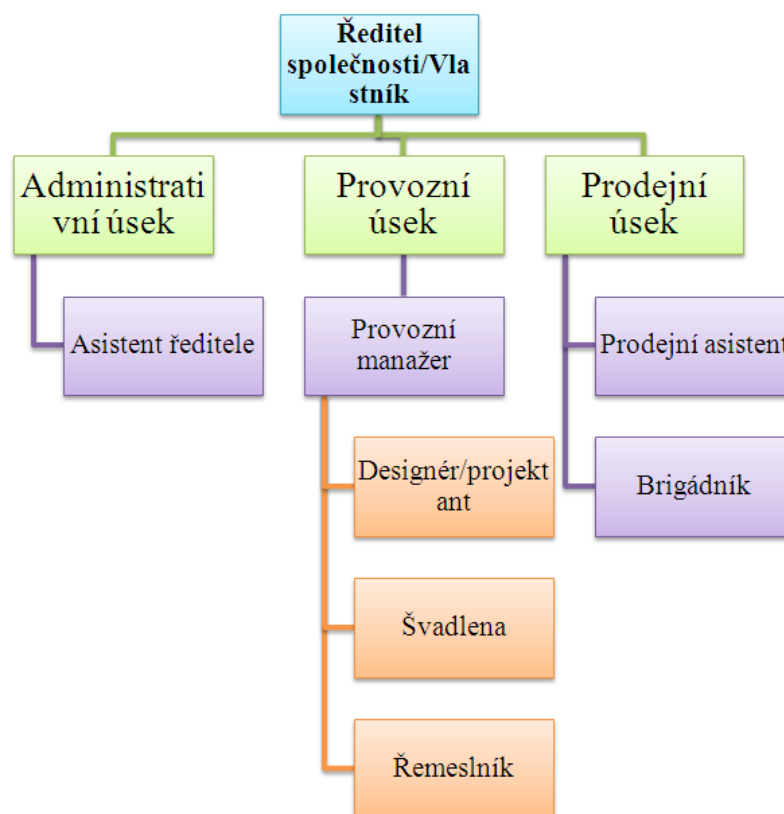 Ředitel
společnosti/Vla
stník
Administrati
vní úsek
Provozní
úsek
Prodejní
úsek
Asistent ředitele
Provozní
manažer
Prodejní asistent
Designér/projekt
ant
Brigádník
Švadlena
Řemeslník